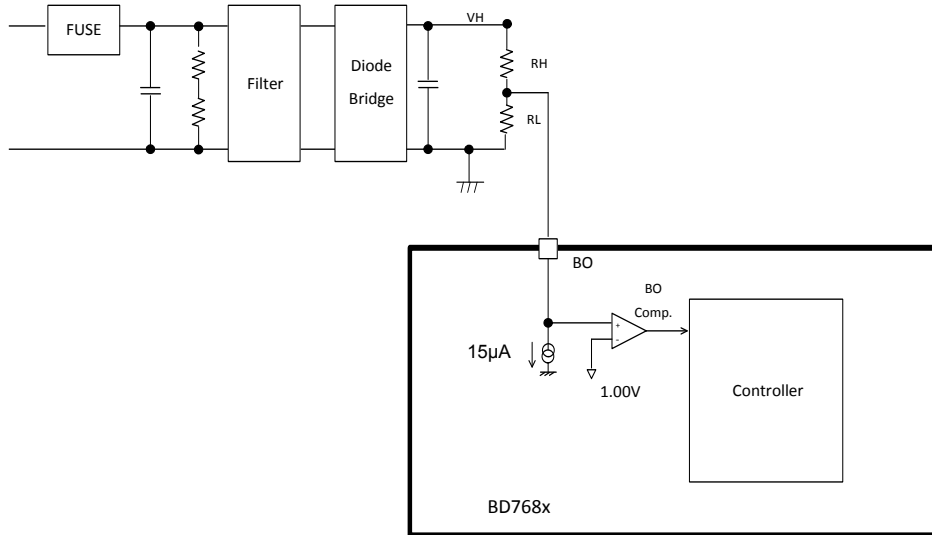 FUSE
VH
Filter
Diode
Bridge
RH
RL
BO
BO
Comp.
+
-
15µA
1.00V
Controller
BD768x